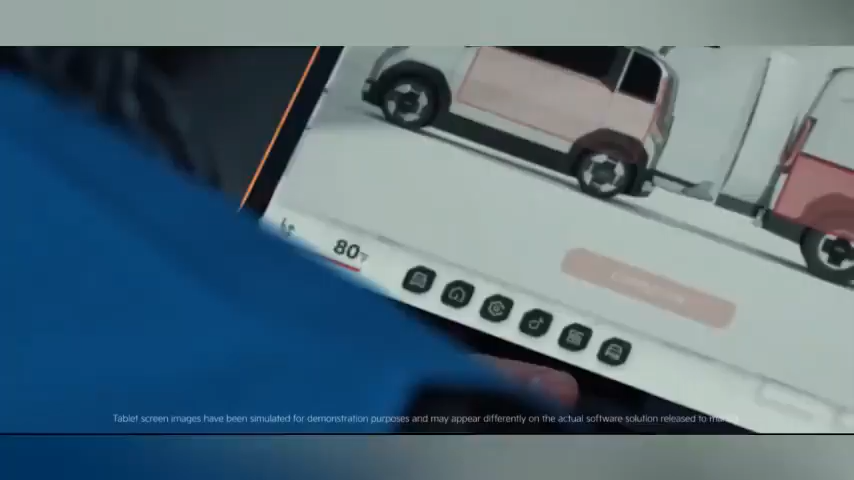 80
Tablet screen images have been simulated for demonstration purposes and may appear differently on the actual software solution released to